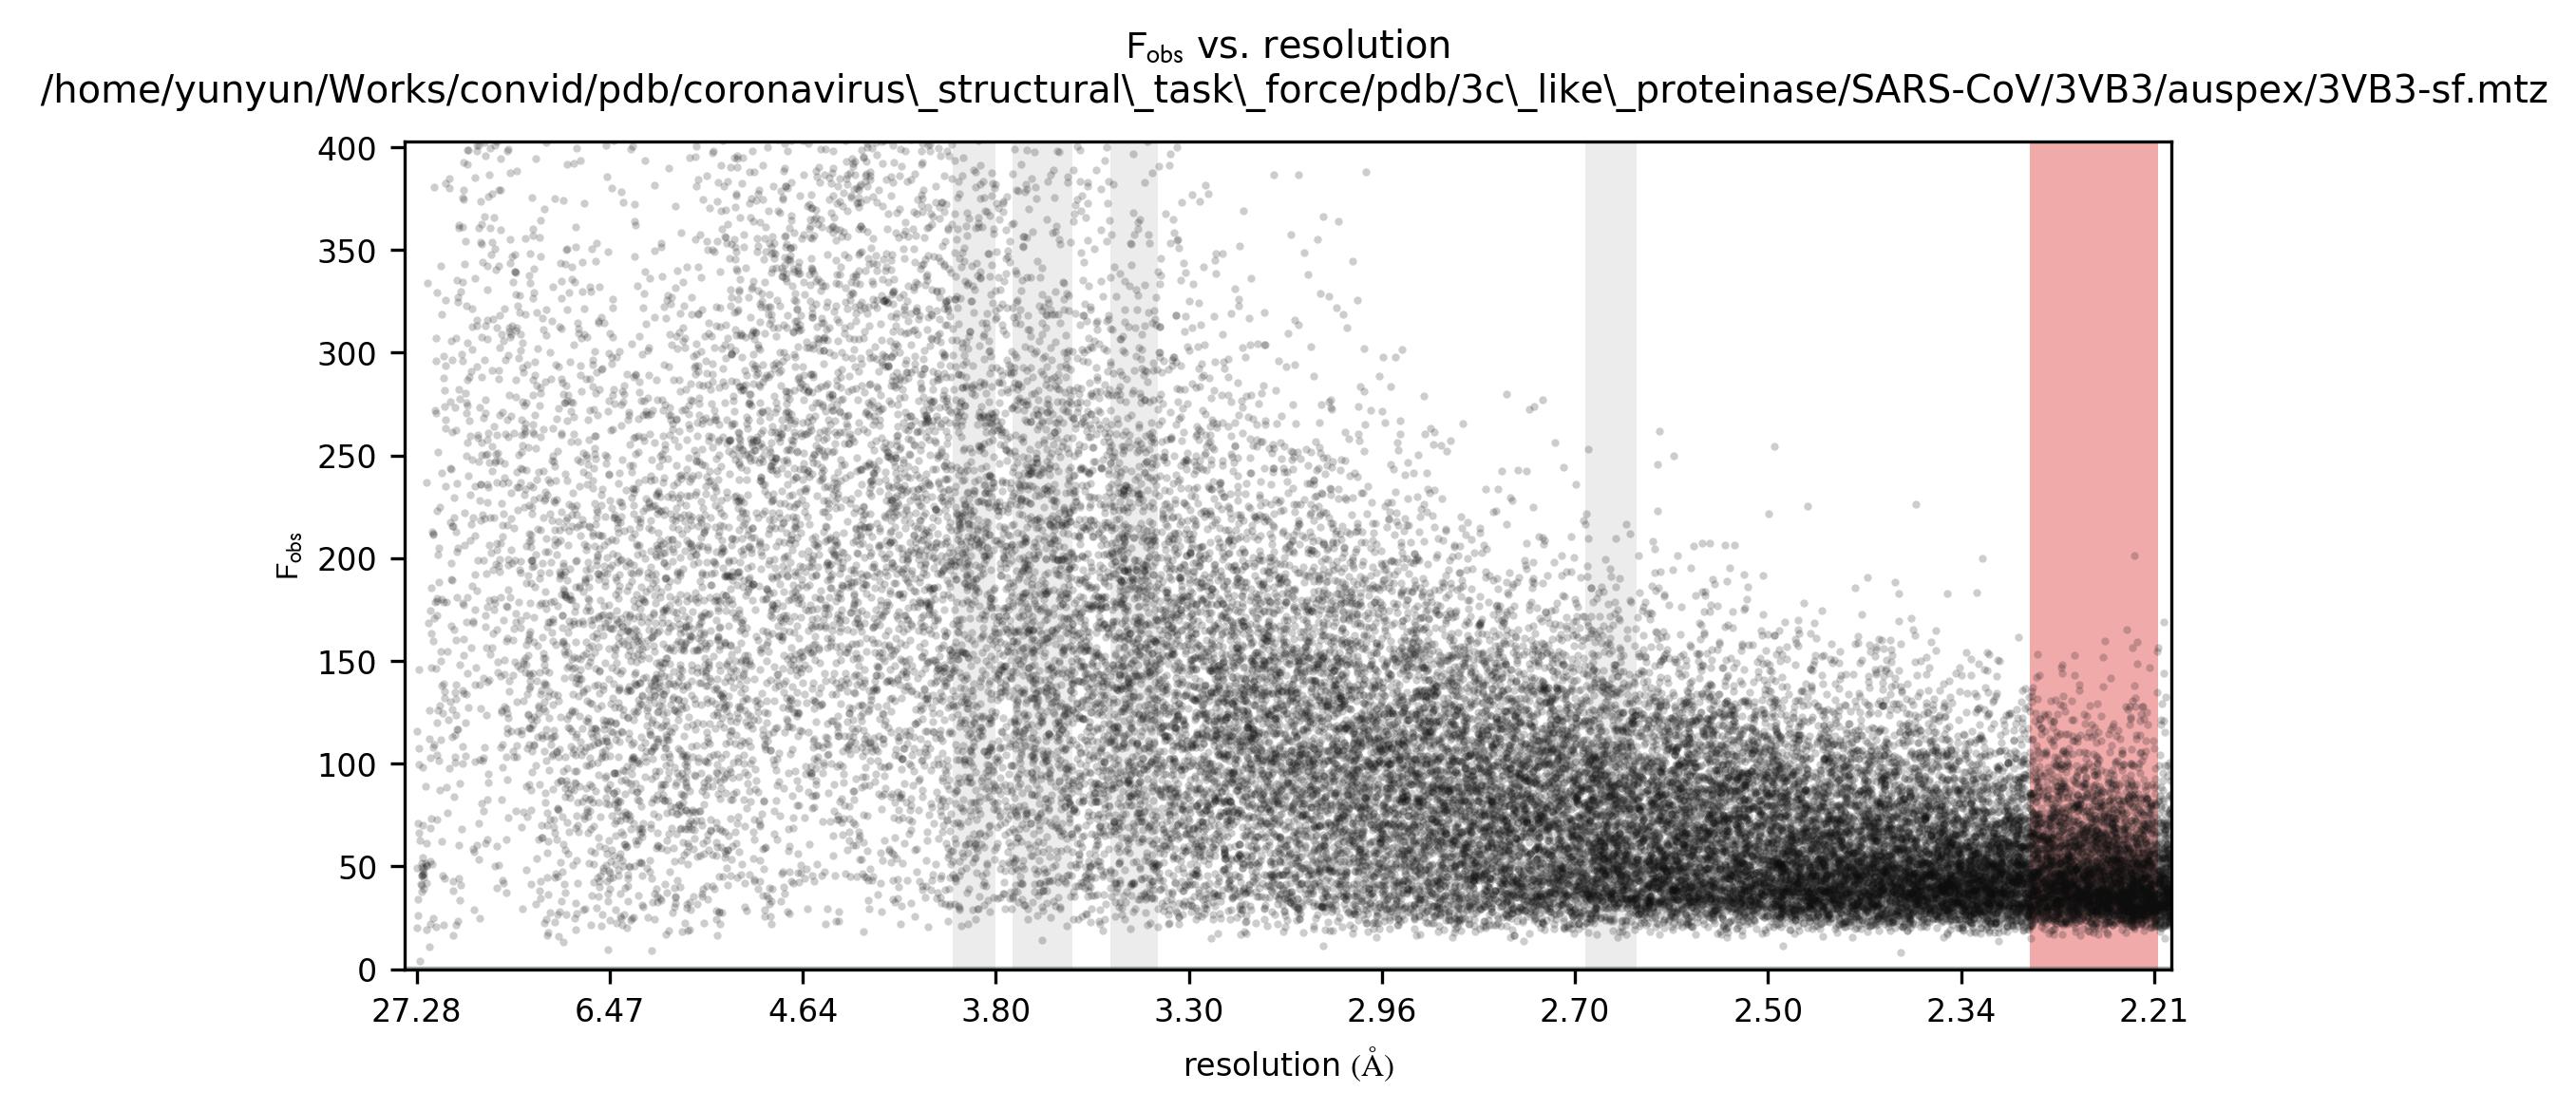 Fobs vs. resolution
/home/yunyun/Works/convid/pdb/coronavirus\_structural\_task\_force/pdb/3c\_like\_proteinase/SARS-CoV/3VB3/auspex/3VB3-sf.mtz
400
350
300
250
200
150
100
50
0
Fobs
27.28 6.47 4.64 3.80 3.30 2.96 2.70 2.50 2.34 2.21
resolution (Å)